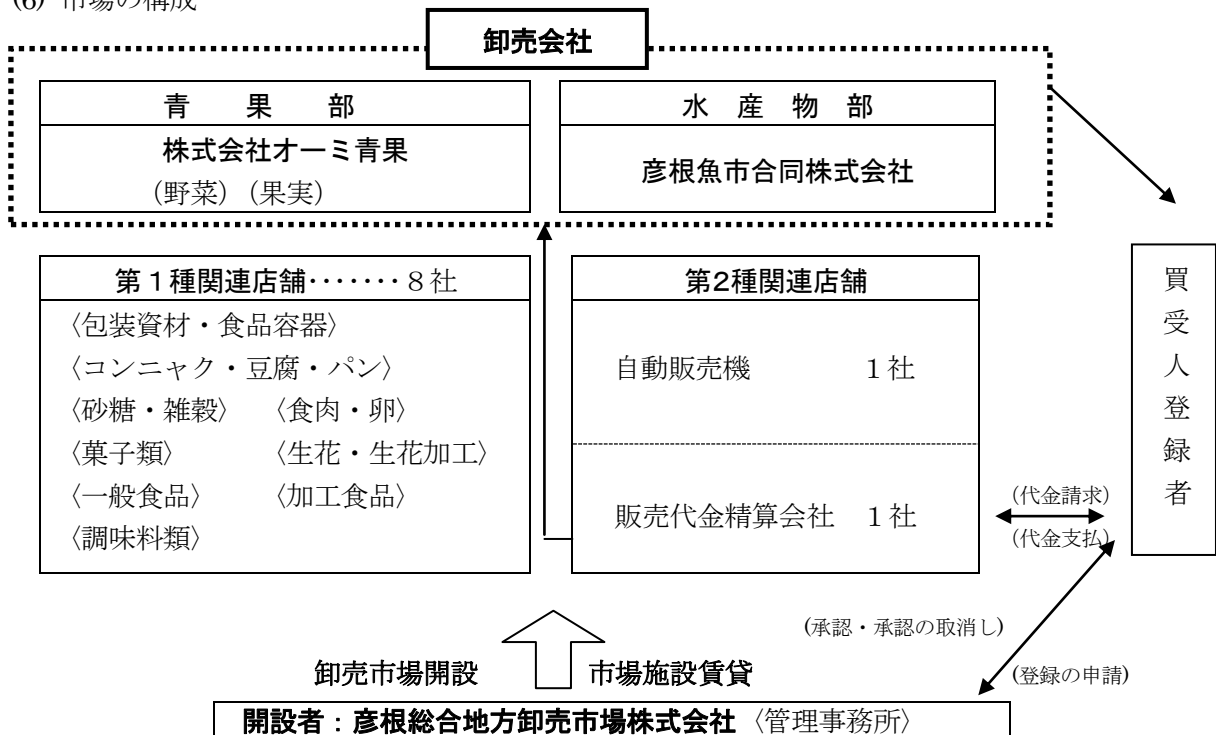 (6) 市場の構成
卸売会社
青果部
株式会社オーミ青果
(野菜) (果実)
水産物部
彦根魚市合同株式会社
第1種関連店舗・・・・・・・8社
〈包装資材・食品容器〉
〈コンニャク・豆腐・パン〉
〈砂糖・雑穀〉 〈食肉・卵〉
〈菓子類〉 〈生花・生花加工〉
〈一般食品〉 〈加工食品〉
〈調味料類〉
第2種関連店舗
自動販売機 1社
販売代金精算会社 1社
買受人登録者
(代金請求)
(代金支払)
(承認・承認の取消し)
(登録の申請)
卸売市場開設 市場施設賃貸
開設者：彦根総合地方卸売市場株式会社〈管理事務所〉